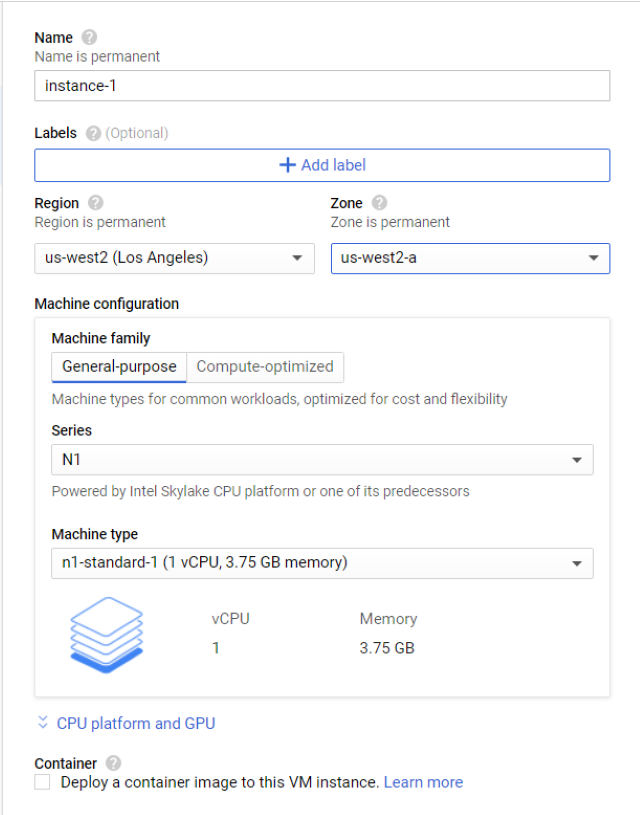 Name
Name is permanent
instance-1
Labels (Optional)
Add label
Region Zone
Region is permanent Zone is permanent
us-west2 (Los Angeles) us-west2-a
Machine configuration
Machine family
General-purpose Compute-optimized
Machine types for common workloads, optimized for cost and flexibility
Series
N1
Powered by Intel Skylake CPU platform or one of its predecessors
Machine type
n1-standard-1 (1 vCPU, 3.75 GB memory)
vCPU Memory
1 3.75 GB
CPU platform and GPU
Container
Deploy a container image to this VM instance. Learn more